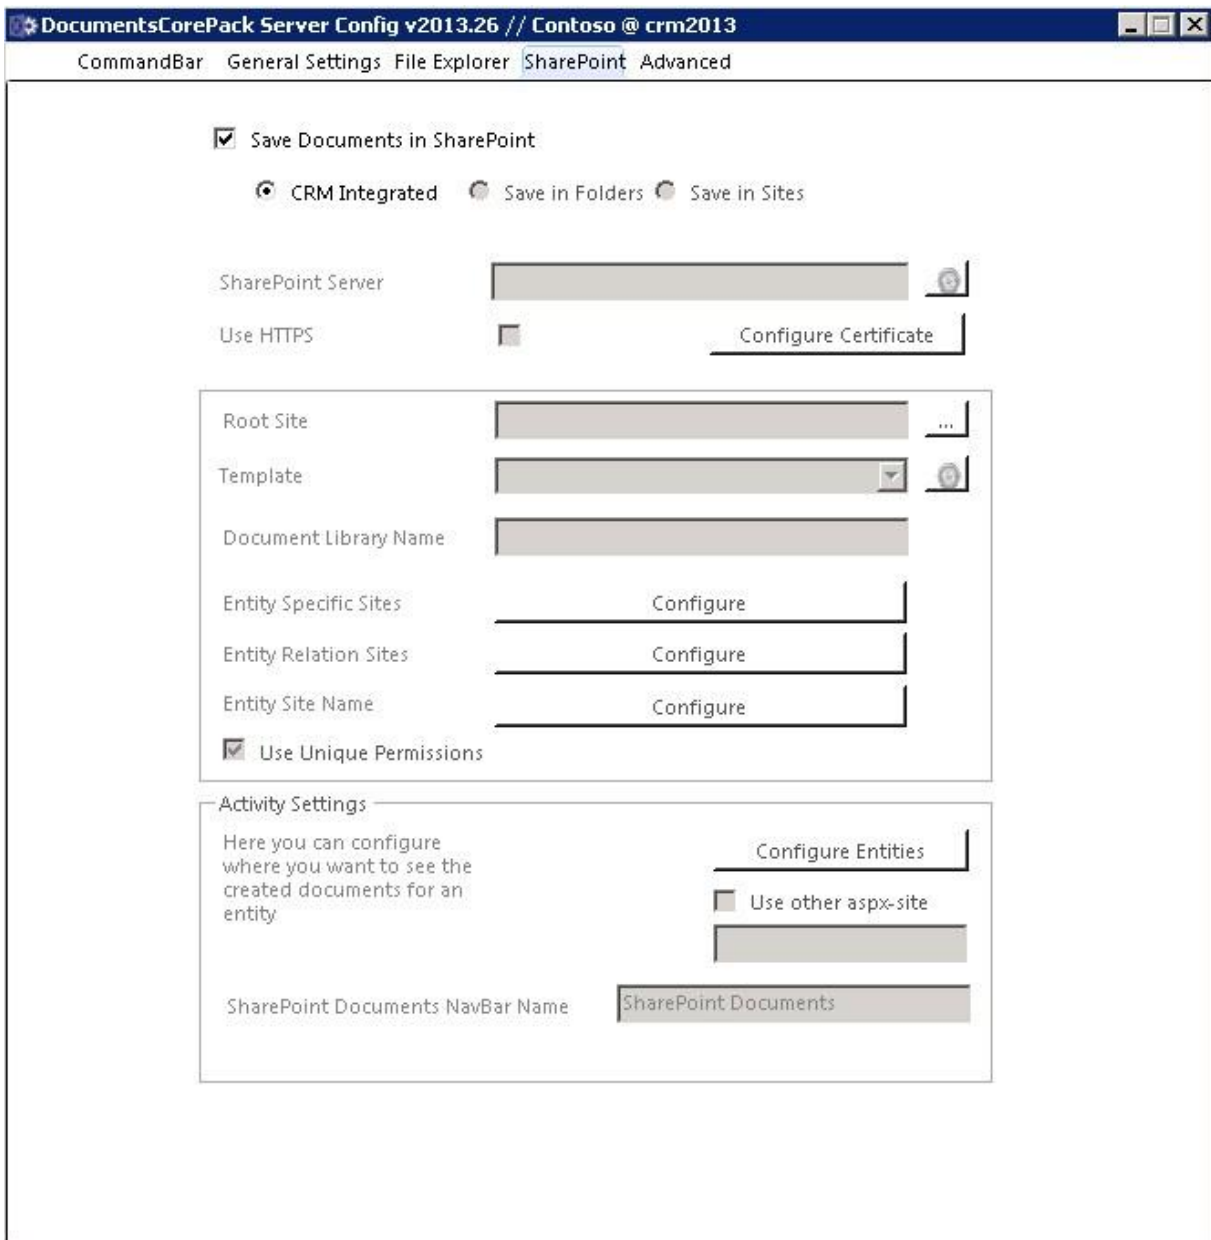 DocumentsCorePack Server Config v2013.26 // Contoso @ crm2013
CommandBar General Settings File Explorer SharePoint Advanced
Save Documents in SharePoint
CRM Integrated Save in Folders Save in Sites
SharePoint Server
Use HTTPS Configure Certificate
Root Site ...
Template
Document Library Name
Entity Specific Sites Configure
Entity Relation Sites Configure
Entity Site Name Configure
Use Unique Permissions
Activity Settings
Here you can configure
where you want to see the
created documents for an
entity
Configure Entities
Use other aspx-site
SharePoint Documents NavBar Name SharePoint Documents